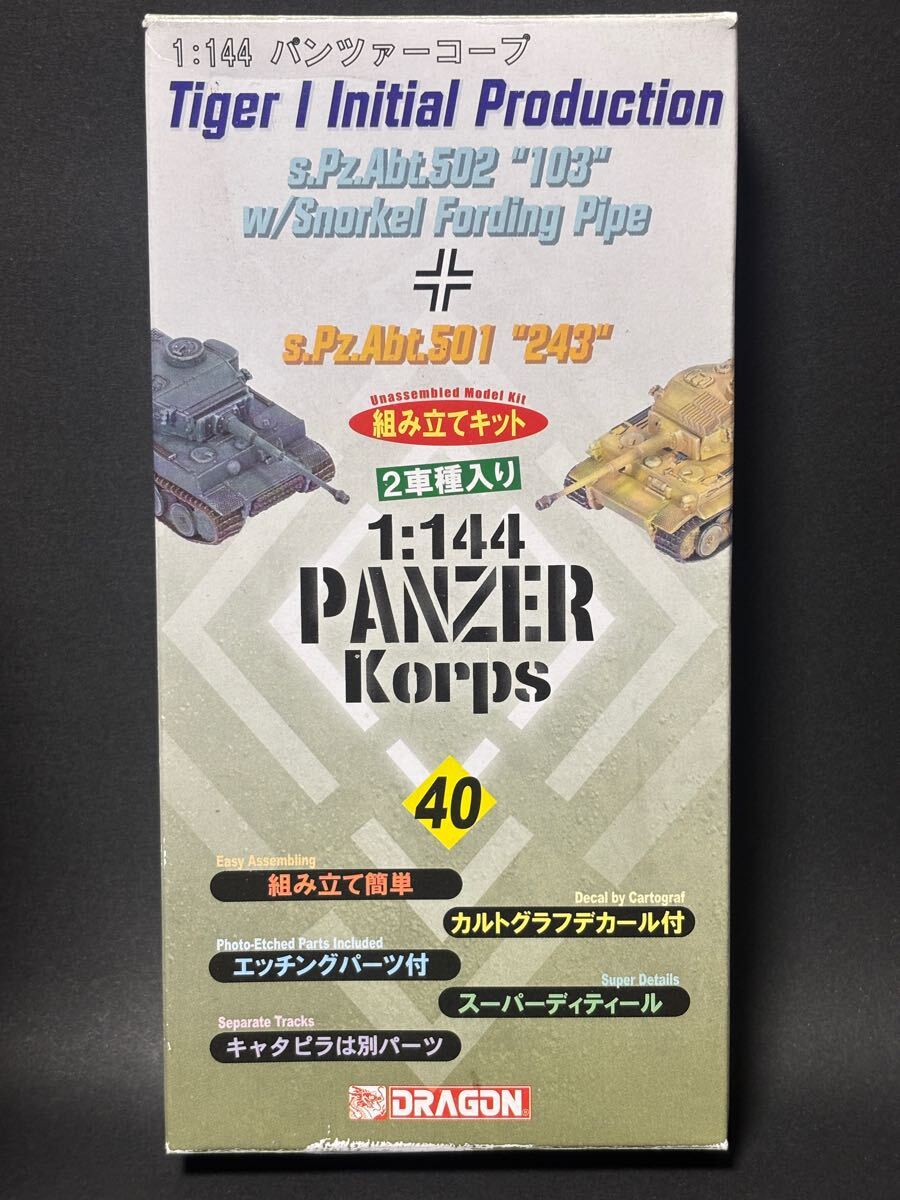 1:144 パンツァーコープ
Tiger I Initial Production
s.Pz.Abt.502 "103"
w/Snorkel Fording Pipe
s.Pz.Abt.501 "243"
Unassembled Model Kit
組み立てキット
2車種入り
1:144
PANZER
Korps
40
Easy Assembling
組み立て簡単
Decal by Cartograf
カルトグラフデカール付
Photo-Etched Parts Included
エッチングパーツ付
Super Details
スーパーディティール
Separate Tracks
キャタピラは別パーツ
DRAGON®